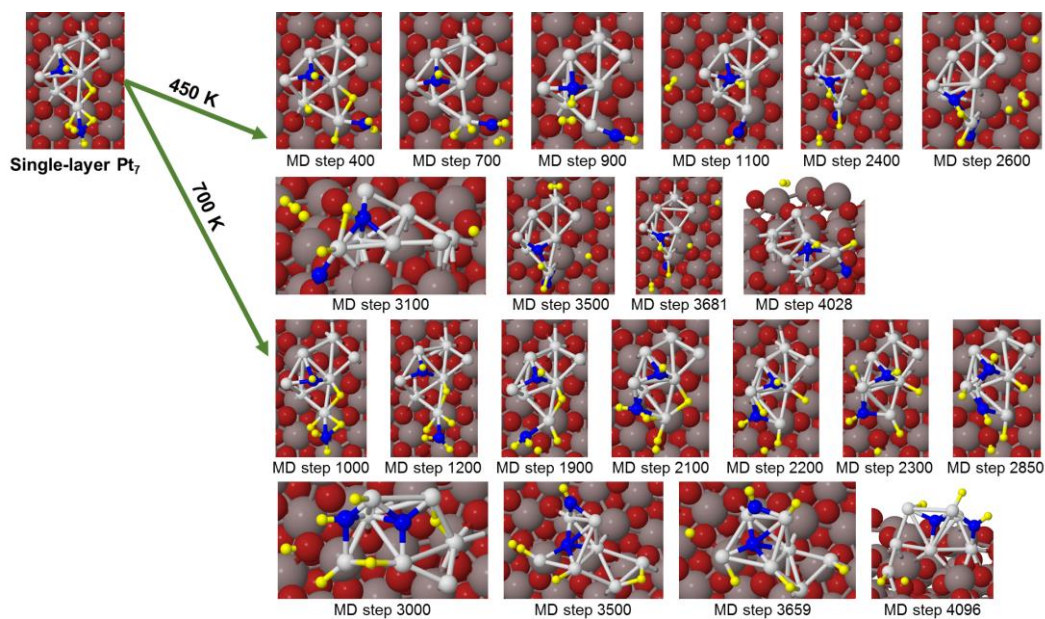 450 K
Single-layer Pt₇
700 K
MD step 400
MD step 700
MD step 900
MD step 1100
MD step 2400
MD step 2600
MD step 3100
MD step 3500
MD step 3681
MD step 4028
MD step 1000
MD step 1200
MD step 1900
MD step 2100
MD step 2200
MD step 2300
MD step 2850
MD step 3000
MD step 3500
MD step 3659
MD step 4096